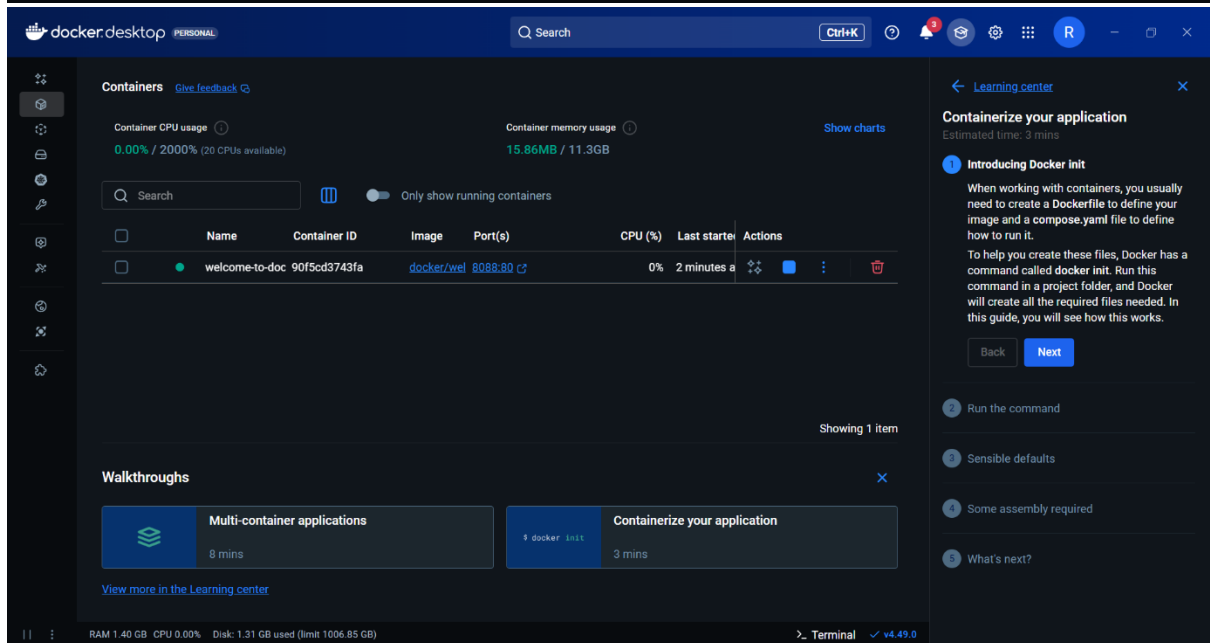 docker.desktop PERSONAL
Search
Ctrl+K
3
R
Containers
Give feedback
Container CPU usage
0.00% / 2000% (20 CPUs available)
Container memory usage
15.86MB / 11.3GB
Show charts
Search
Only show running containers
Name Container ID Image Port(s) CPU (%) Last starte Actions
welcome-to-doc 90f5cd3743fa docker/wel 8088:80 0% 2 minutes a
Showing 1 item
Walkthroughs
Multi-container applications
8 mins
$ docker init
Containerize your application
3 mins
View more in the Learning center
Learning center
Containerize your application
Estimated time: 3 mins
1 Introducing Docker init
When working with containers, you usually
need to create a Dockerfile to define your
image and a compose.yaml file to define
how to run it.
To help you create these files, Docker has a
command called docker init. Run this
command in a project folder, and Docker
will create all the required files needed. In
this guide, you will see how this works.
Back
Next
2 Run the command
3 Sensible defaults
4 Some assembly required
5 What's next?
RAM 1.40 GB CPU 0.00% Disk: 1.31 GB used (limit 1006.85 GB)
Terminal
v4.49.0